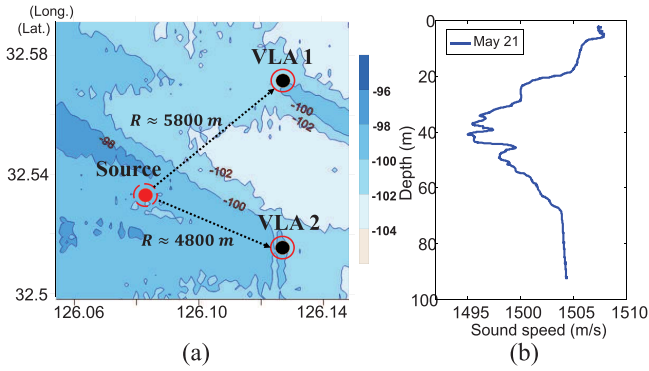 (Long.)
(Lat.)
32.58
32.54
32.5
126.06
126.10
126.14
VLA 1
R ≈ 5800 m
Source
R ≈ 4800 m
VLA 2
-98
-100
-102
-102
-100
-96
-98
-100
-102
-104
(a)
May 21
0
20
40
60
80
100
Depth (m)
1495
1500
1505
1510
Sound speed (m/s)
(b)